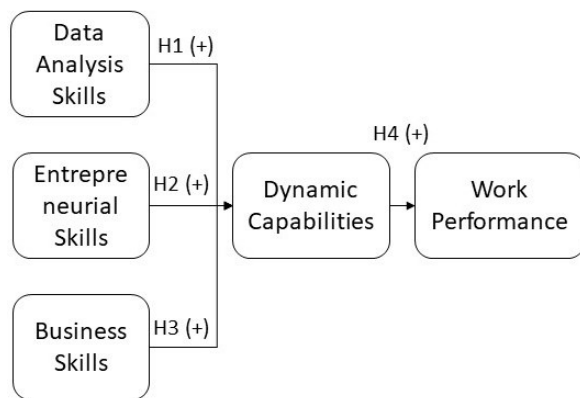 Data
Analysis
Skills
H1 (+)
Entrepre
neurial
Skills
H2 (+)
Business
Skills
H3 (+)
Dynamic
Capabilities
H4 (+)
Work
Performance